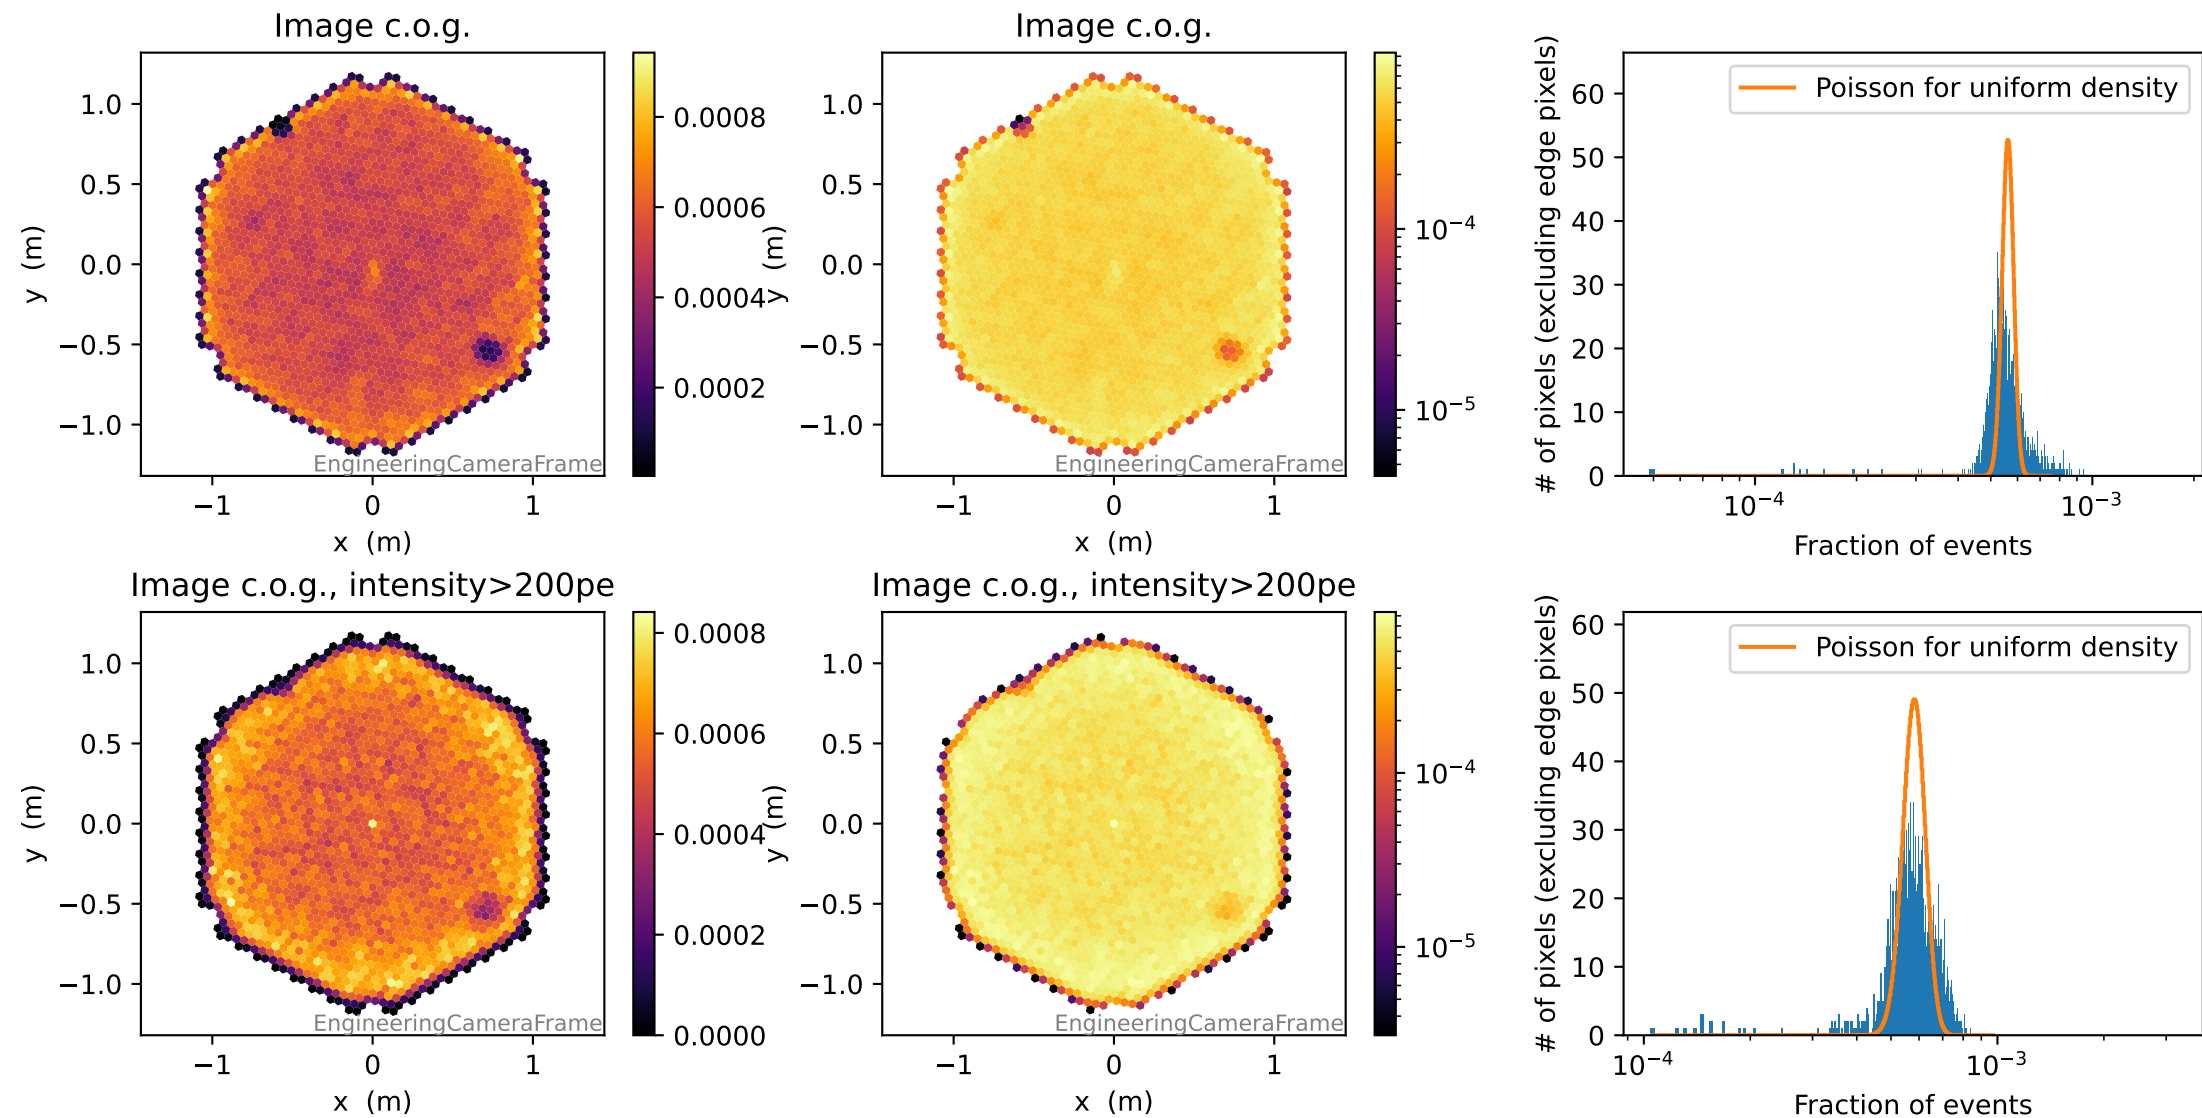 Image c.o.g.
1.0
0.5
0.0
−0.5
−1.0
y (m)
−1
0
1
x (m)
EngineeringCameraFrame
0.0008
0.0006
0.0004
0.0002
Image c.o.g.
1.0
0.5
0.0
−0.5
−1.0
y (m)
−1
0
1
x (m)
EngineeringCameraFrame
10⁻⁴
10⁻⁵
Poisson for uniform density
# of pixels (excluding edge pixels)
60
50
40
30
20
10
0
10⁻⁴
10⁻³
Fraction of events
Image c.o.g., intensity>200pe
1.0
0.5
0.0
−0.5
−1.0
y (m)
−1
0
1
x (m)
EngineeringCameraFrame
0.0008
0.0006
0.0004
0.0002
0.0000
Image c.o.g., intensity>200pe
1.0
0.5
0.0
−0.5
−1.0
y (m)
−1
0
1
x (m)
EngineeringCameraFrame
10⁻⁴
10⁻⁵
Poisson for uniform density
# of pixels (excluding edge pixels)
60
50
40
30
20
10
0
10⁻⁴
10⁻³
Fraction of events